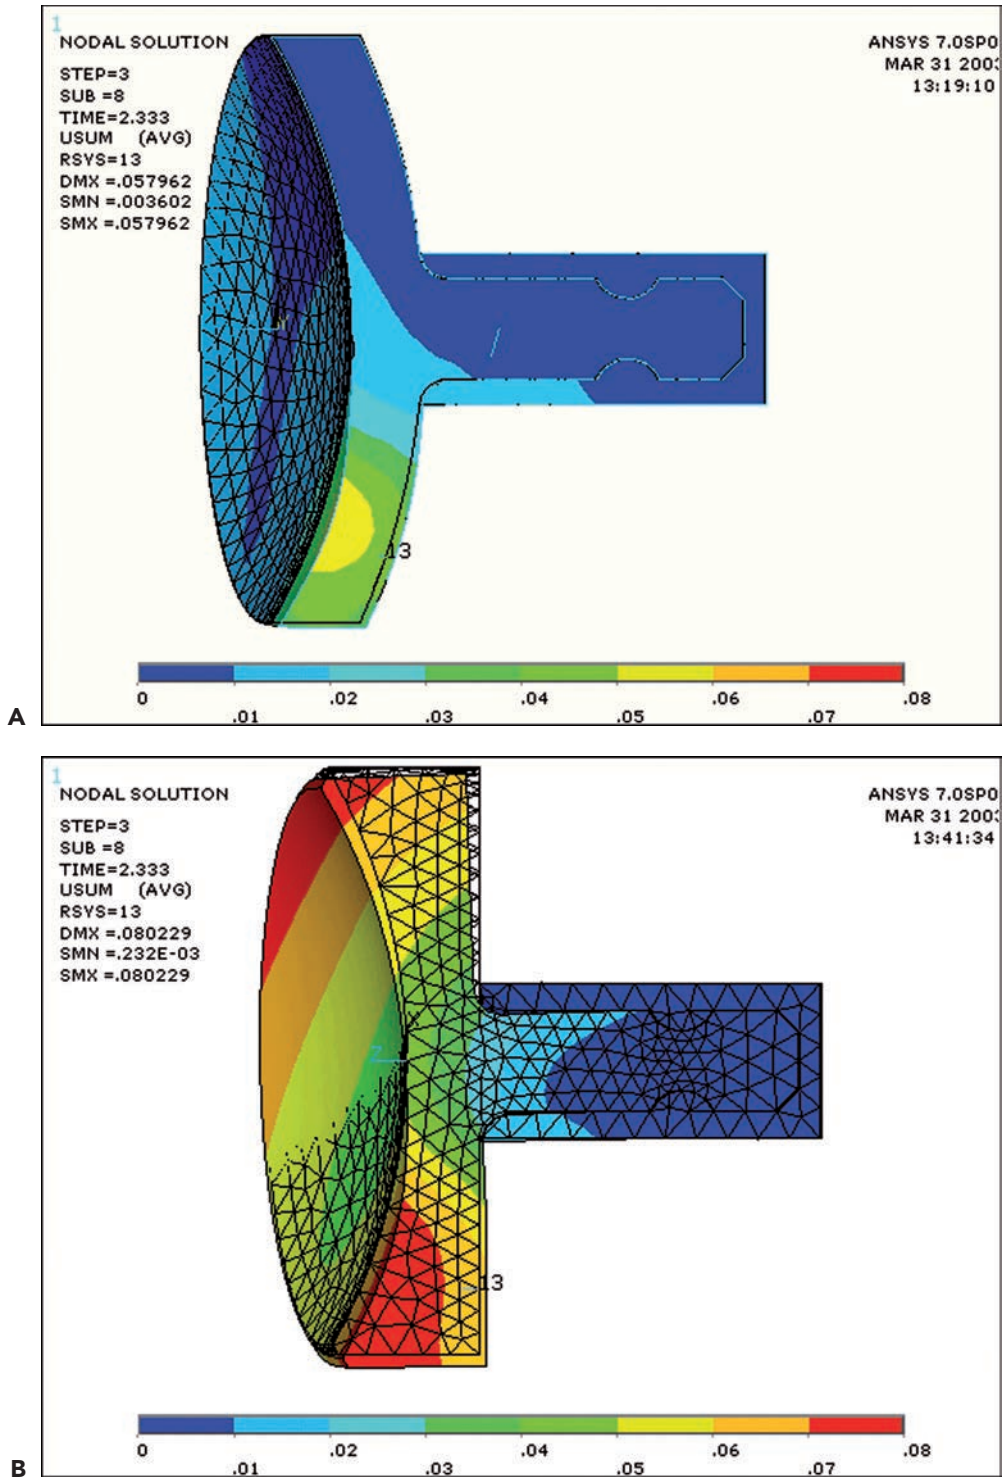 1
NODAL SOLUTION
STEP=3
SUB =8
TIME=2.333
USUM (AVG)
RSYS=13
DMX =.057962
SMN =.003602
SMX =.057962
ANSYS 7.0SP0
MAR 31 2003
13:19:10
13
0 .01 .02 .03 .04 .05 .06 .07 .08
A
1
NODAL SOLUTION
STEP=3
SUB =8
TIME=2.333
USUM (AVG)
RSYS=13
DMX =.080229
SMN =.232E-03
SMX =.080229
ANSYS 7.0SP0
MAR 31 2003
13:41:34
Z
13
0 .01 .02 .03 .04 .05 .06 .07 .08
B